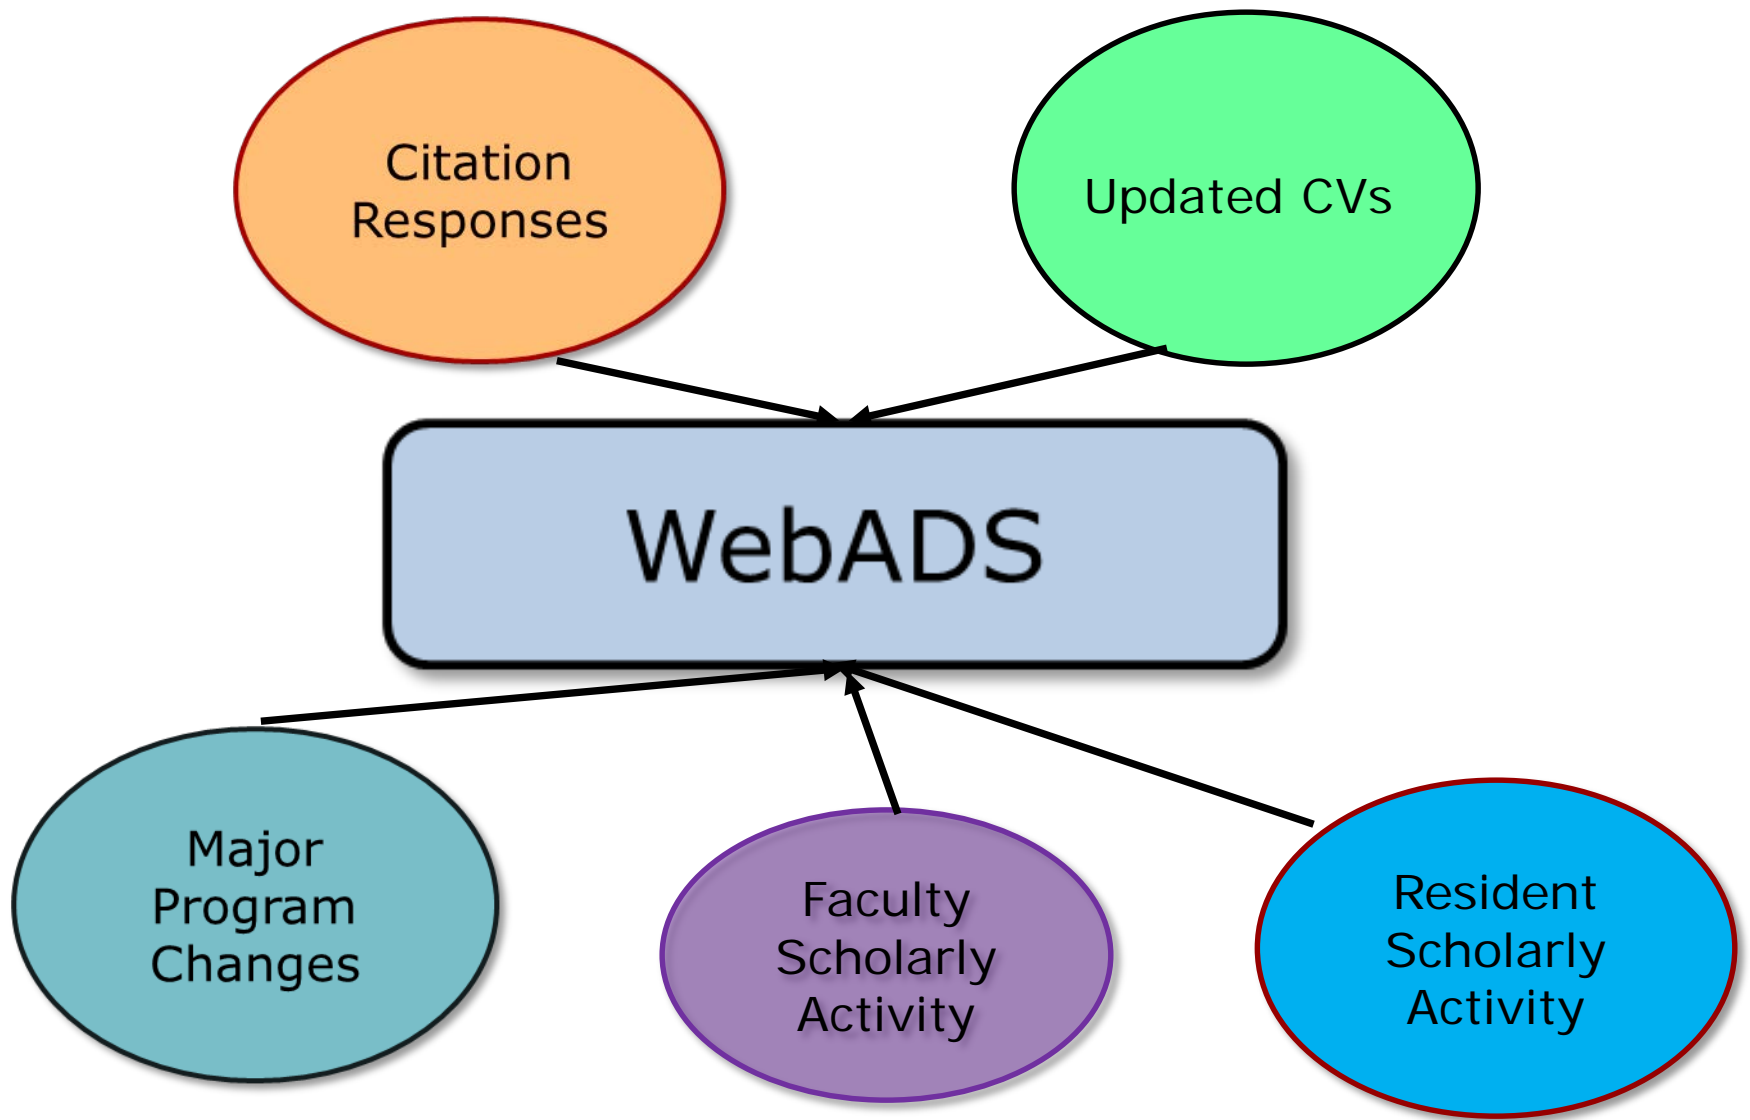 Citation
Responses
Updated CVs
WebADS
Major
Program
Changes
Faculty
Scholarly
Activity
Resident
Scholarly
Activity